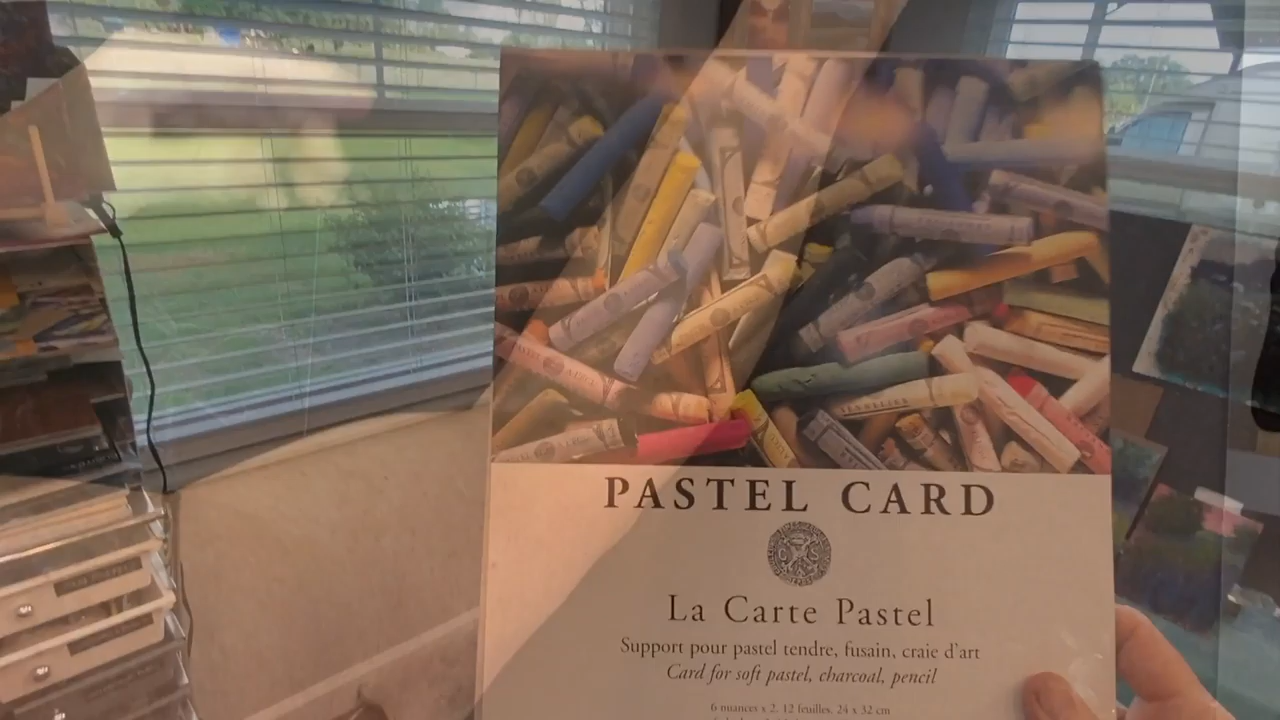 SENNELIER
PASTEL CARD
La Carte Pastel
Support pour pastel tendre, fusain, craie d'art
Card for soft pastel, charcoal, pencil
6 nuances x 2. 12 feuilles. 24 x 32 cm